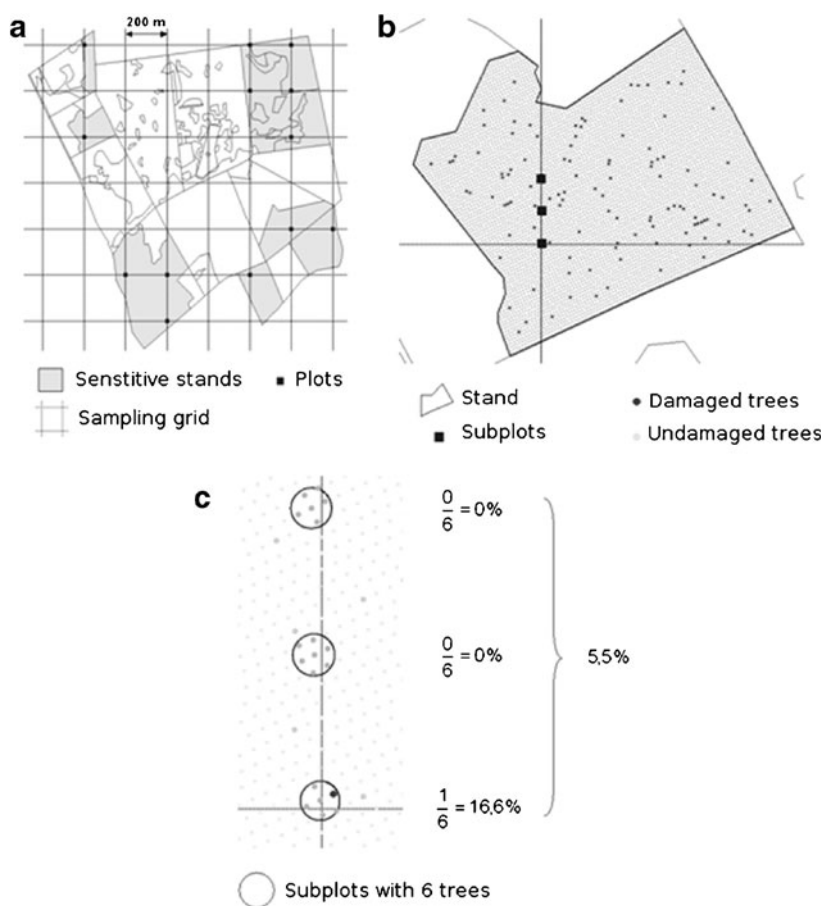 a
200 m
Senstitive stands
Plots
Sampling grid
b
Stand
Damaged trees
Subplots
Undamaged trees
c
0/6 = 0%
0/6 = 0%
5,5%
1/6 = 16,6%
Subplots with 6 trees